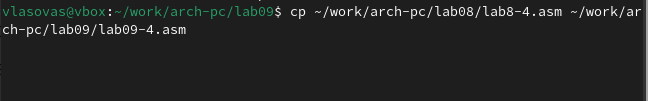 vlasovas@vbox:~/work/arch-pc/lab09$ cp ~/work/arch-pc/lab08/lab8-4.asm ~/work/ar
ch-pc/lab09/lab09-4.asm